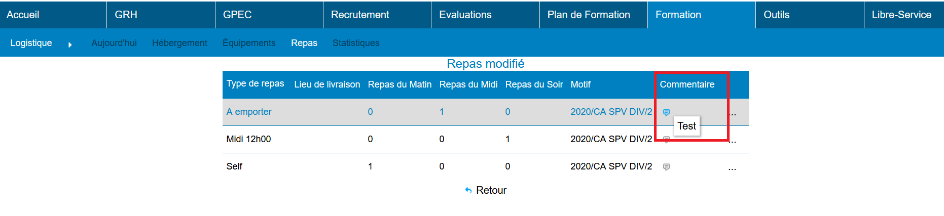 Accueil GRH GPEC Recrutement Evaluations Plan de Formation Formation Outils Libre-Service
Logistique Aujourd'hui Hébergement Équipements Repas Statistiques
Repas modifié
Type de repas Lieu de livraison Repas du Matin Repas du Midi Repas du Soir Motif Commentaire
A emporter 0 1 0 2020/CA SPV DIV/2 ...
Test
Midi 12h00 0 0 1 2020/CA SPV DIV/2 ...
Self 1 0 0 2020/CA SPV DIV/2 ...
Retour